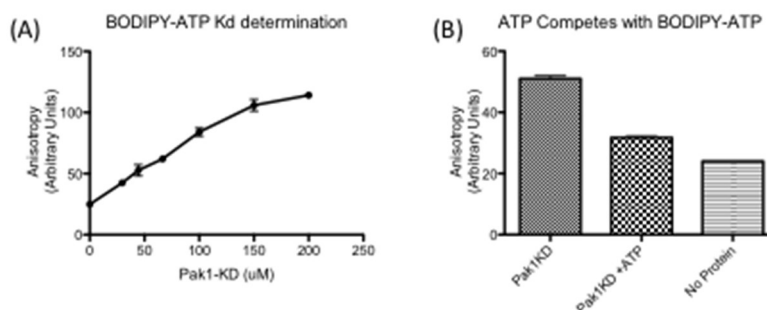 (A)
BODIPY-ATP Kd determination
Anisotropy
(Arbitrary Units)
150
100
50
0
0 50 100 150 200 250
Pak1-KD (uM)
(B)
ATP Competes with BODIPY-ATP
Anisotropy
(Arbitrary Units)
60
40
20
0
Pak1KD
Pak1KD +ATP
No Protein